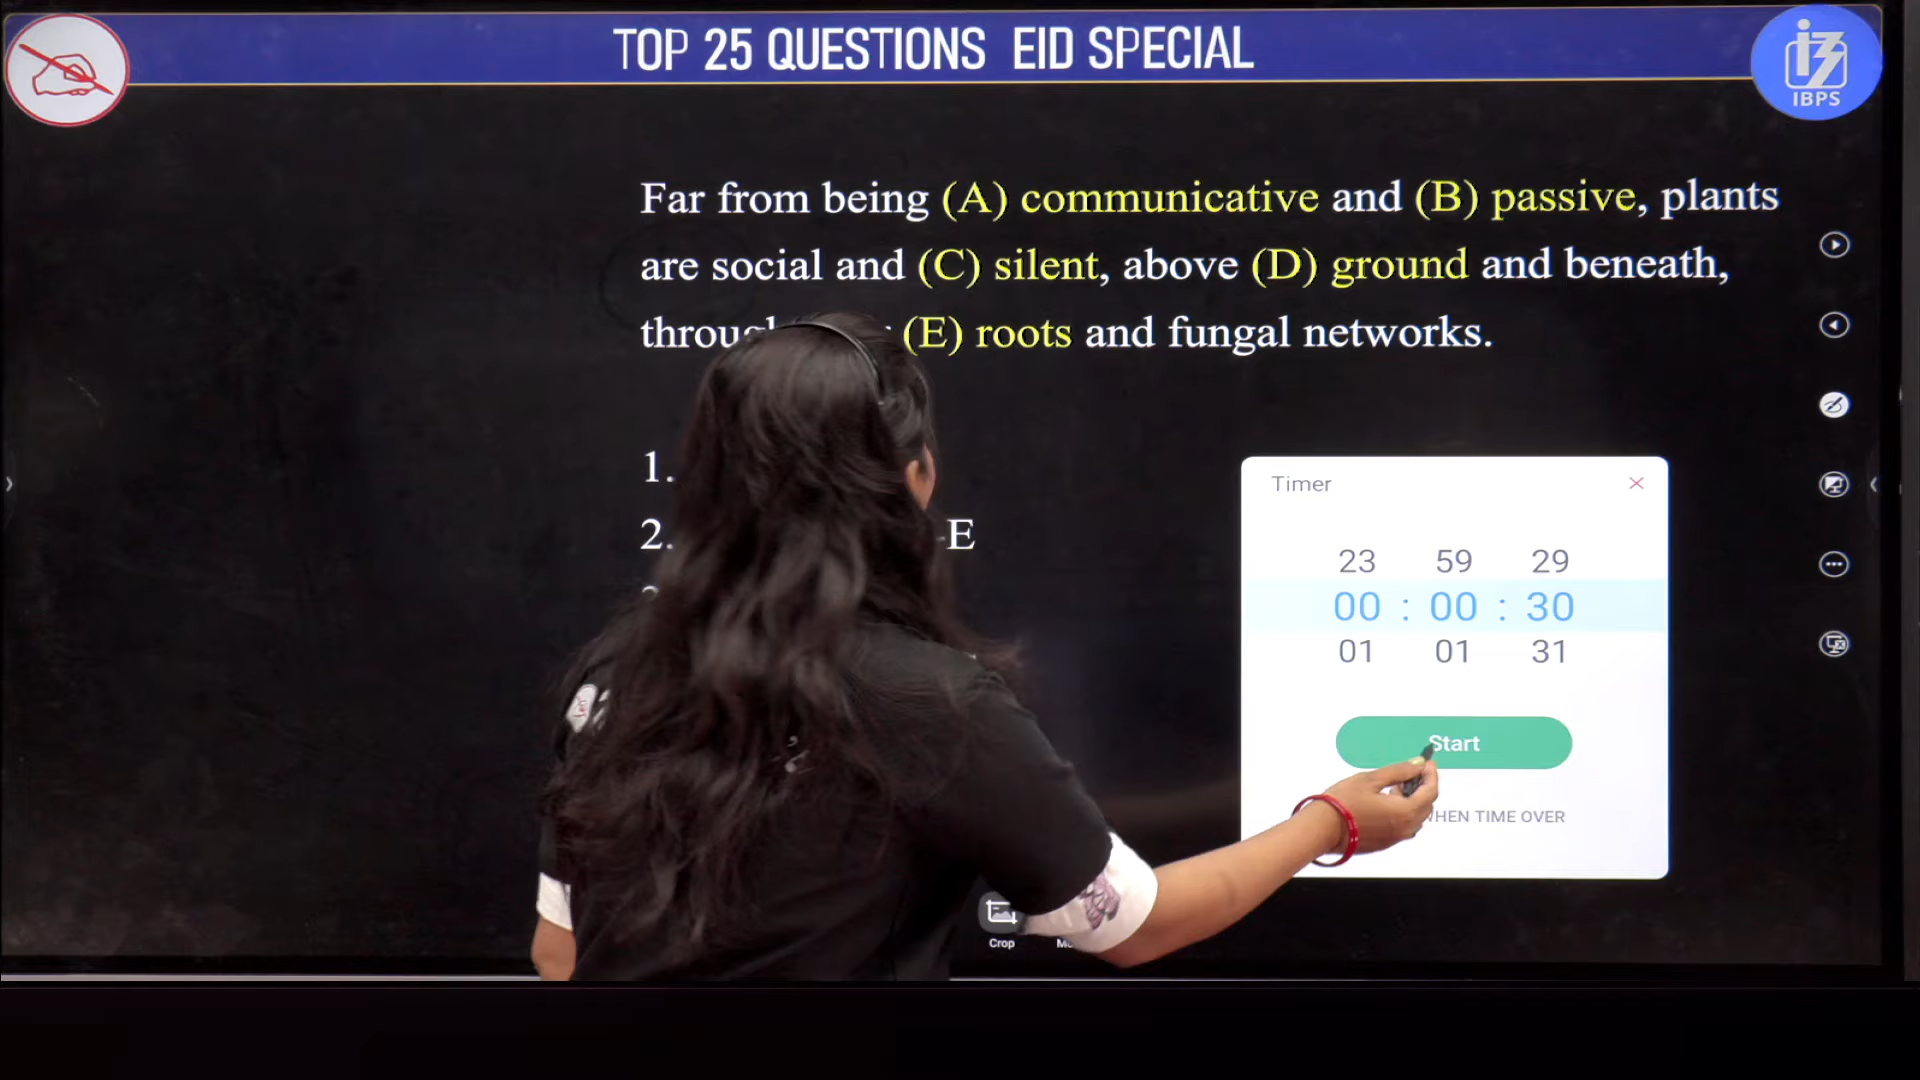 TOP 25 QUESTIONS EID SPECIAL
IBPS
Far from being (A) communicative and (B) passive, plants
are social and (C) silent, above (D) ground and beneath,
(E) roots and fungal networks.
1.
2. -E
Timer
23 59 29
00 : 00 : 30
01 01 31
Start
WHEN TIME OVER
Crop